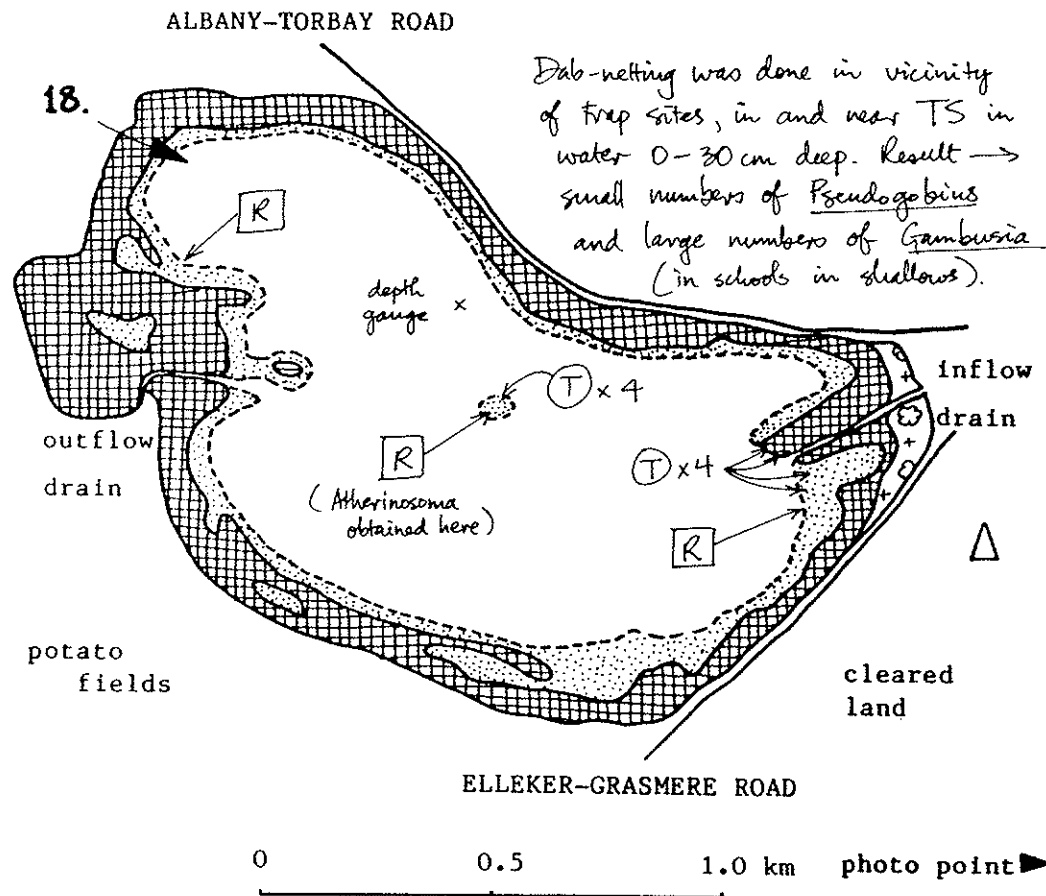 ALBANY-TORBAY ROAD
Dab-netting was done in vicinity
of trap sites, in and near TS in
water 0-30 cm deep. Result →
small numbers of Pseudogobius
and large numbers of Gambusia
(in schools in shallows).
18.
R
depth
gauge ×
T × 4
inflow
drain
outflow
drain
R
(Atherinosoma
obtained here)
T × 4
R
potato
fields
cleared
land
ELLEKER-GRASMERE ROAD
0 0.5 1.0 km photo point